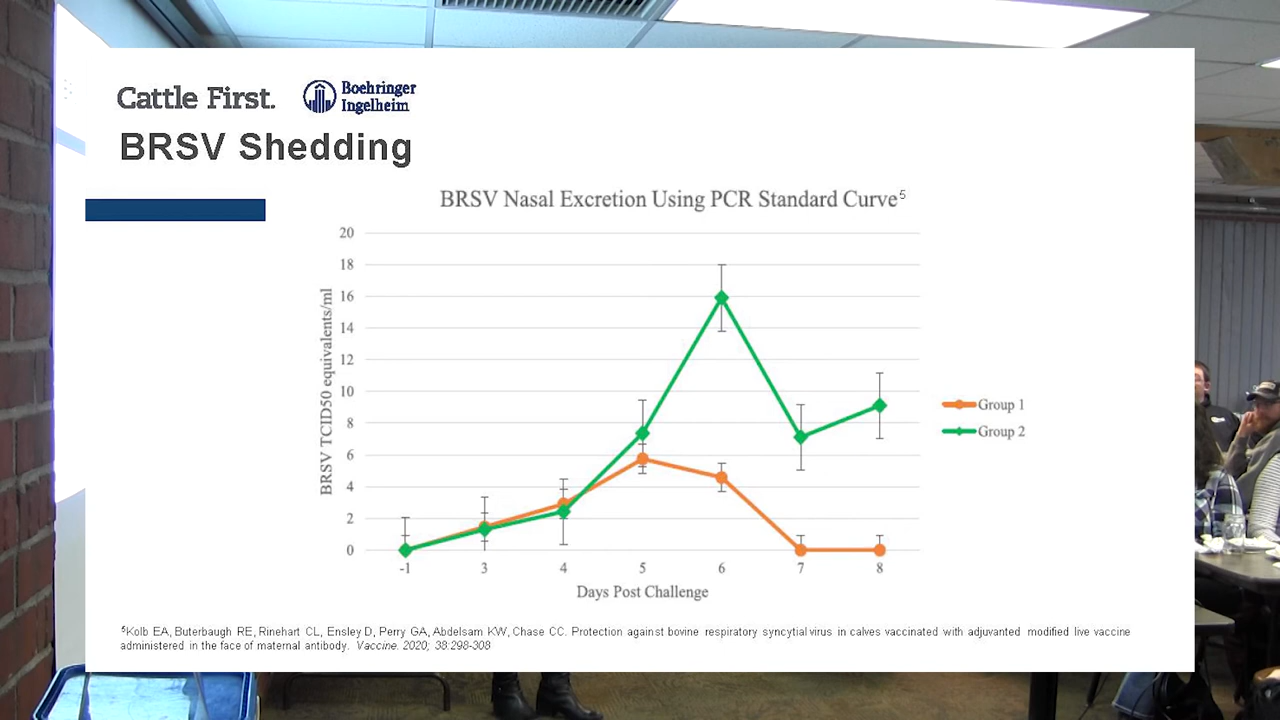 Cattle First.
Boehringer
Ingelheim
BRSV Shedding
BRSV Nasal Excretion Using PCR Standard Curve5
BRSV TCID50 equivalents/ml
20
18
16
14
12
10
8
6
4
2
0
-1 3 4 5 6 7 8
Days Post Challenge
Group 1
Group 2
5Kolb EA, Buterbaugh RE, Rinehart CL, Ensley D, Perry GA, Abdelsam KW, Chase CC. Protection against bovine respiratory syncytial virus in calves vaccinated with adjuvanted modified live vaccine
administered in the face of maternal antibody. Vaccine. 2020; 38:298-308